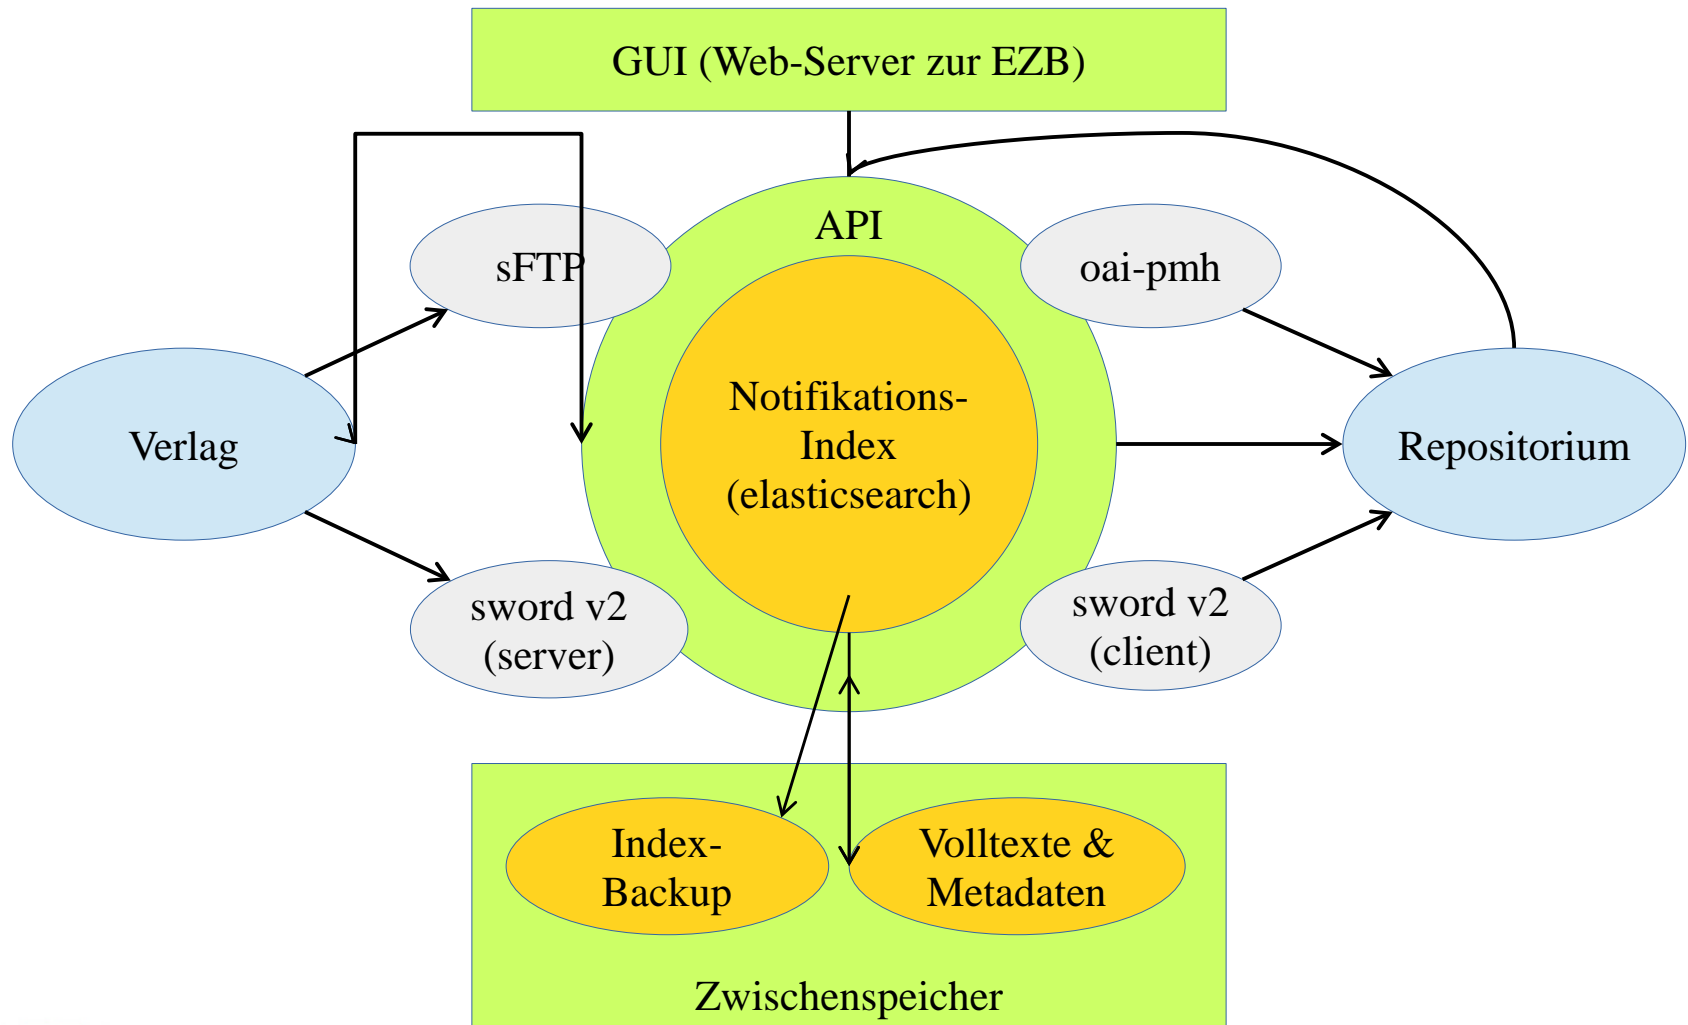 GUI (Web-Server zur EZB)
API
sFTP
oai-pmh
Verlag
Notifikations-
Index
(elasticsearch)
Repositorium
sword v2
(server)
sword v2
(client)
Index-
Backup
Volltexte &
Metadaten
Zwischenspeicher